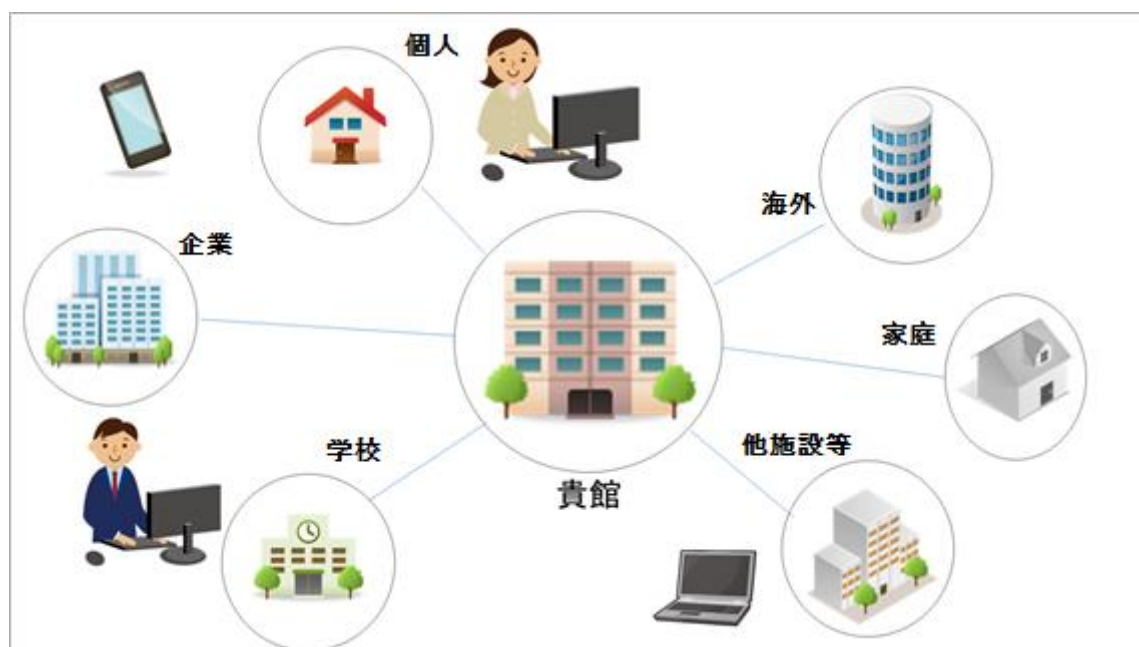 個人
海外
企業
家庭
学校
他施設等
貴館